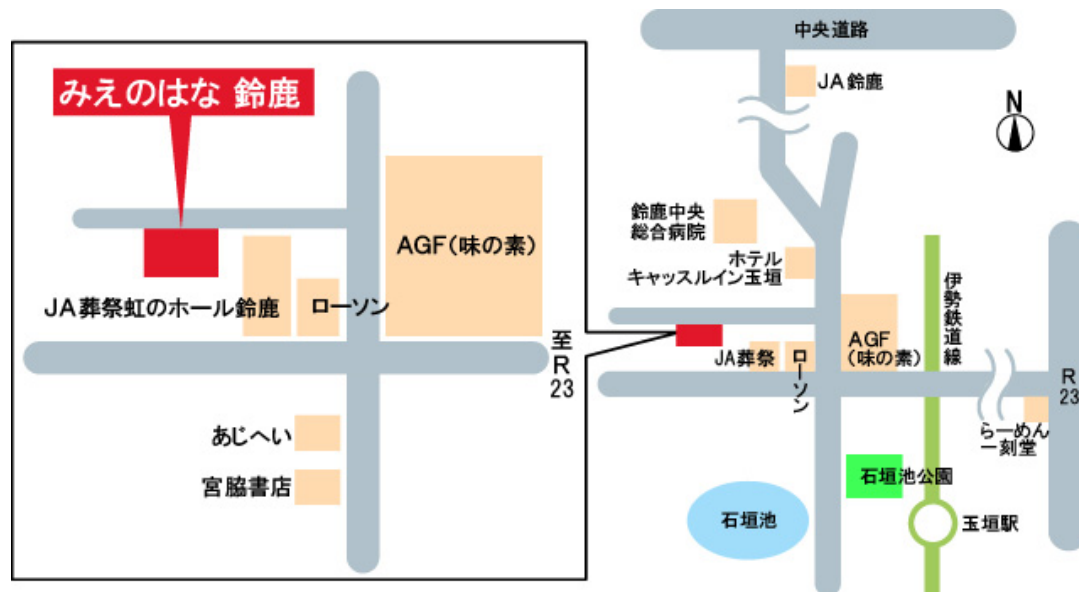 みえのはな 鈴鹿
AGF(味の素)
JA葬祭虹のホール鈴鹿
ローソン
至
R
23
あじへい
宮脇書店
中央道路
JA鈴鹿
N
鈴鹿中央
総合病院
ホテル
キャッスルイン玉垣
伊勢鉄道線
AGF
(味の素)
JA葬祭
ローソン
R
23
らーめん
一刻堂
石垣池公園
石垣池
玉垣駅